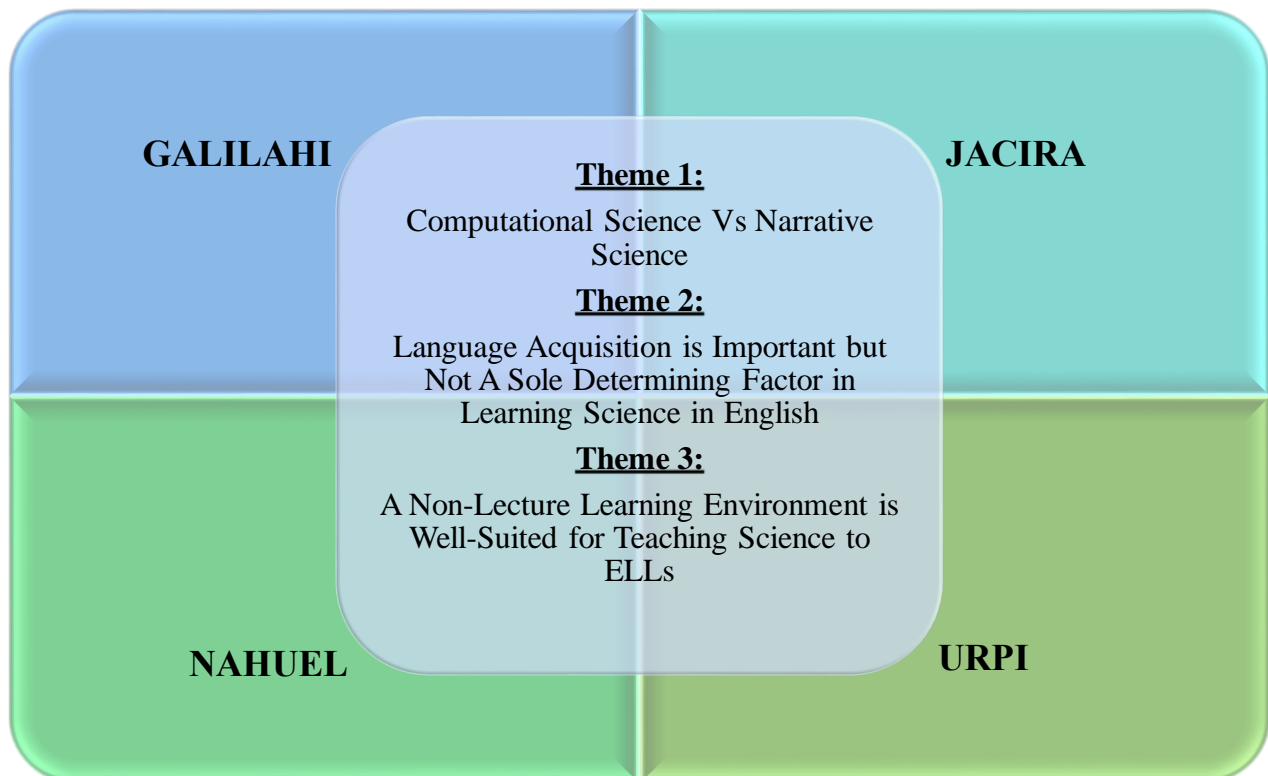 GALILAHI
JACIRA
Theme 1:
Computational Science Vs Narrative
Science
Theme 2:
Language Acquisition is Important but
Not A Sole Determining Factor in
Learning Science in English
Theme 3:
A Non-Lecture Learning Environment is
Well-Suited for Teaching Science to
ELLs
NAHUEL
URPI